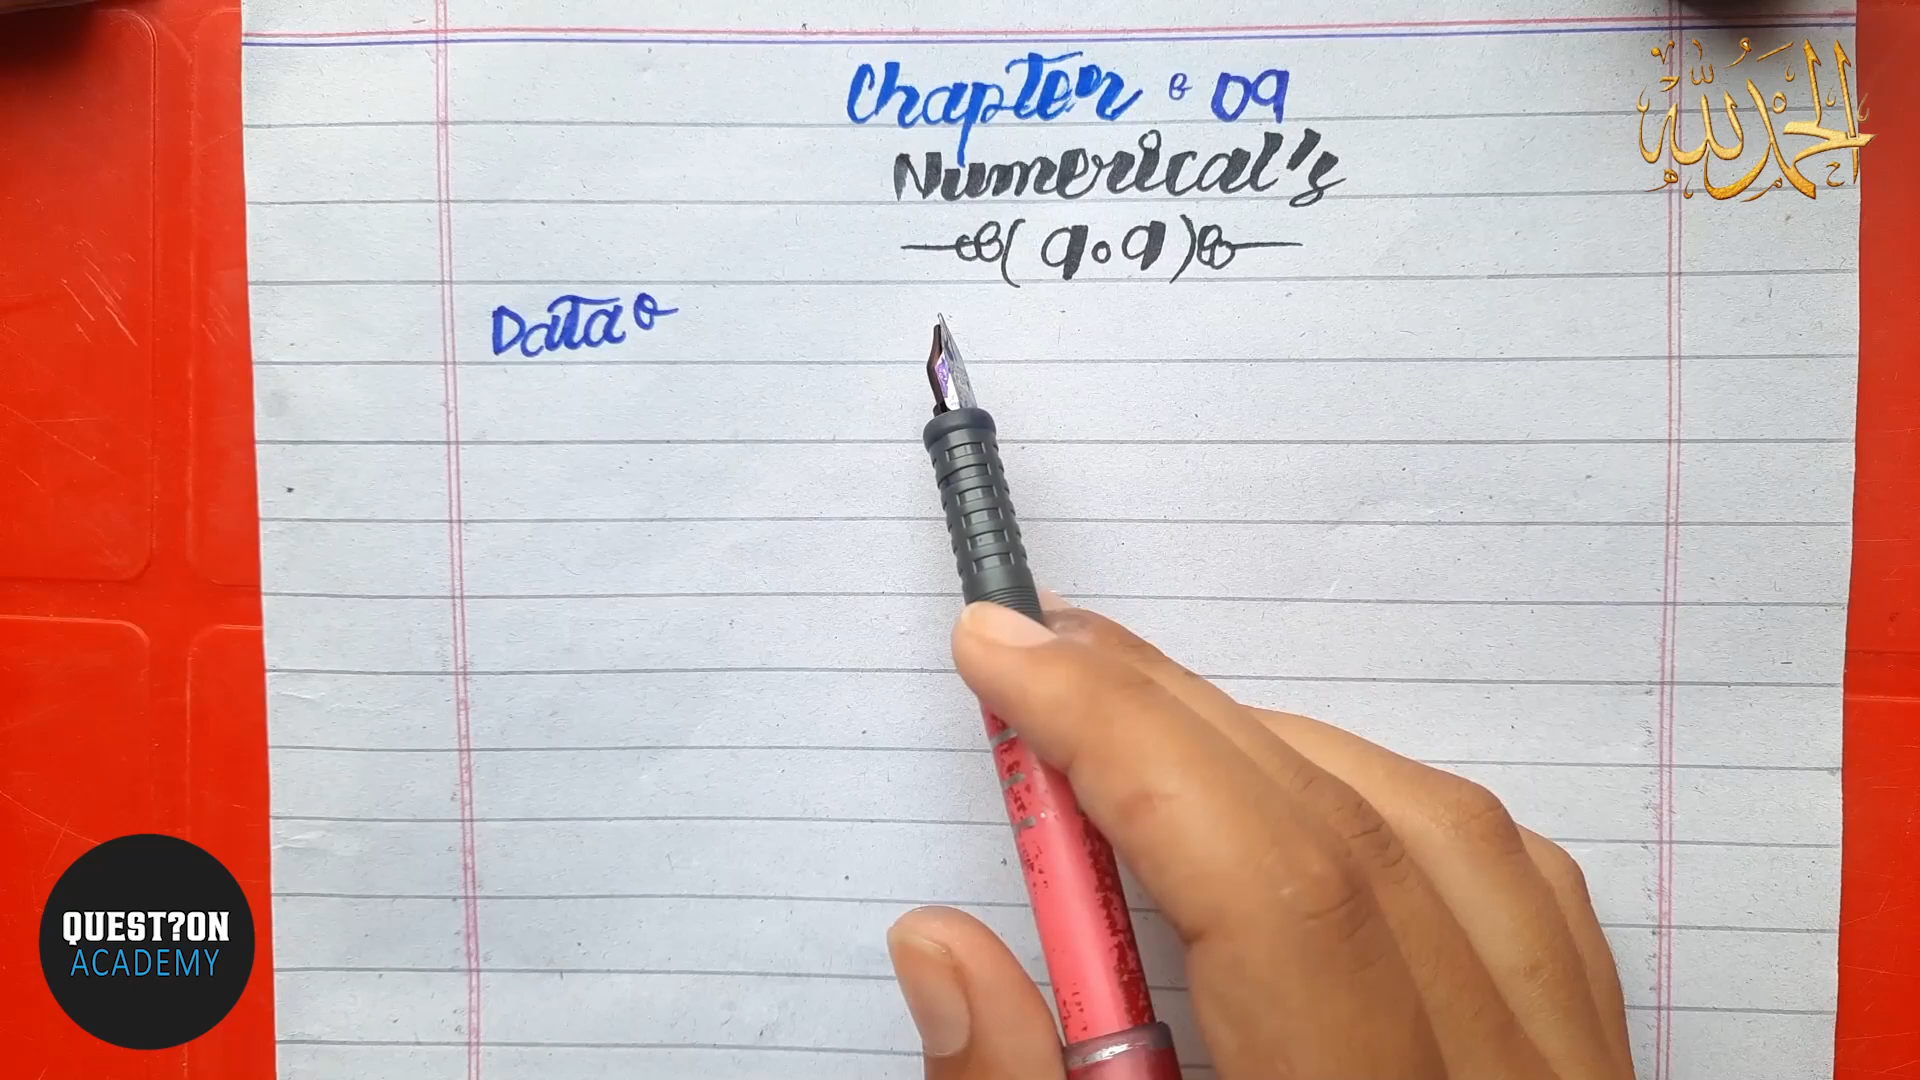 Chapter : 09
الحمد لله
Numerical's
(9.9)
Data :-
QUEST?ON
ACADEMY